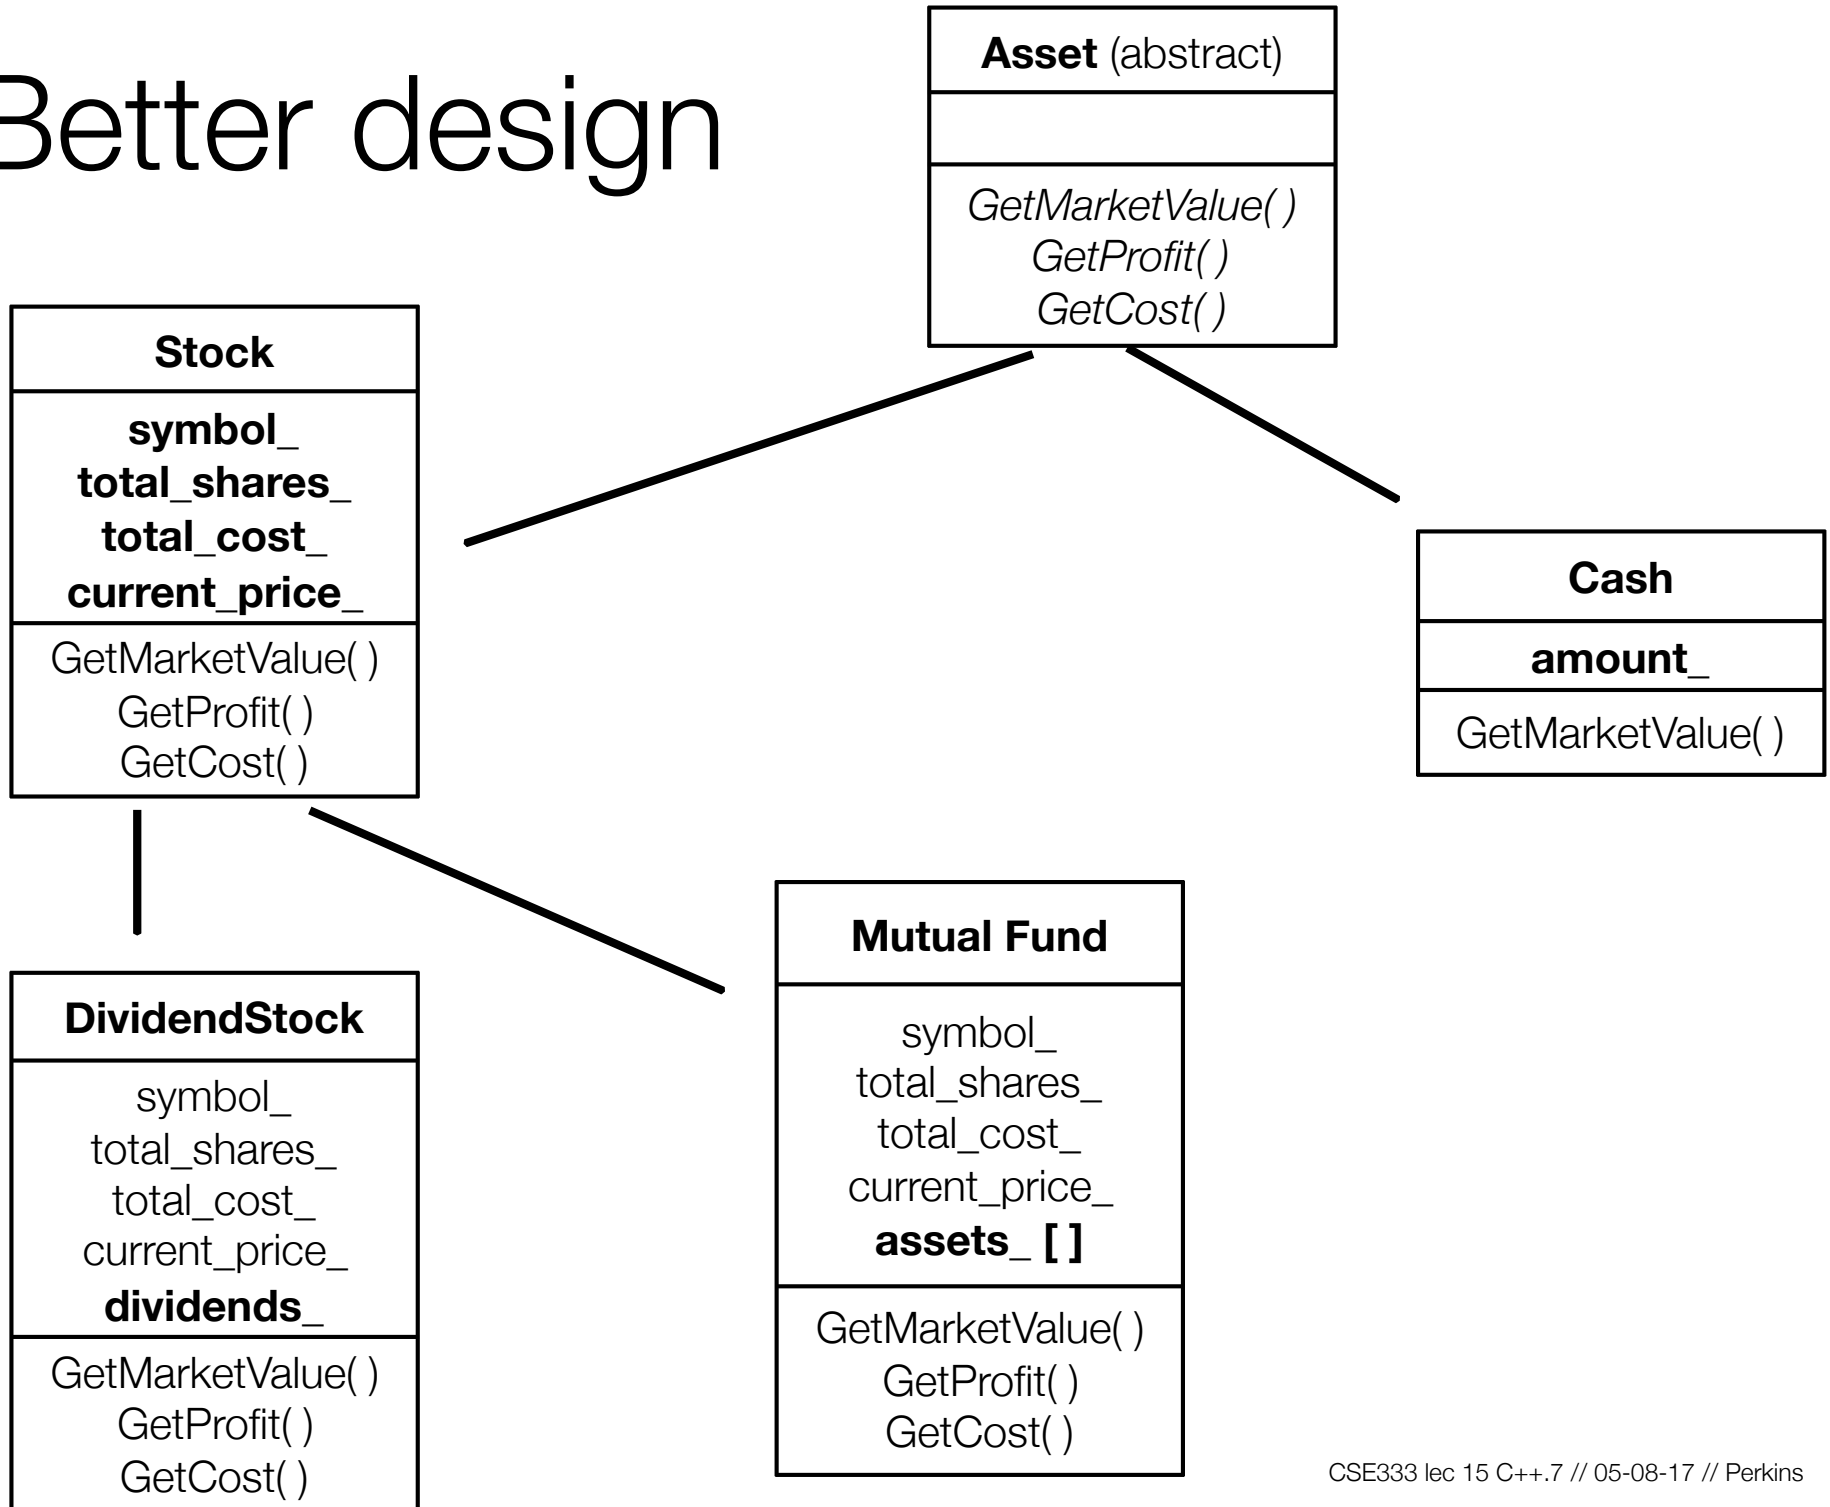 Better design
Asset (abstract)
GetMarketValue( )
GetProfit( )
GetCost( )
Stock
symbol_
total_shares_
total_cost_
current_price_
GetMarketValue( )
GetProfit( )
GetCost( )
Cash
amount_
GetMarketValue( )
DividendStock
symbol_
total_shares_
total_cost_
current_price_
dividends_
GetMarketValue( )
GetProfit( )
GetCost( )
Mutual Fund
symbol_
total_shares_
total_cost_
current_price_
assets_ [ ]
GetMarketValue( )
GetProfit( )
GetCost( )
CSE333 lec 15 C++.7 // 05-08-17 // Perkins